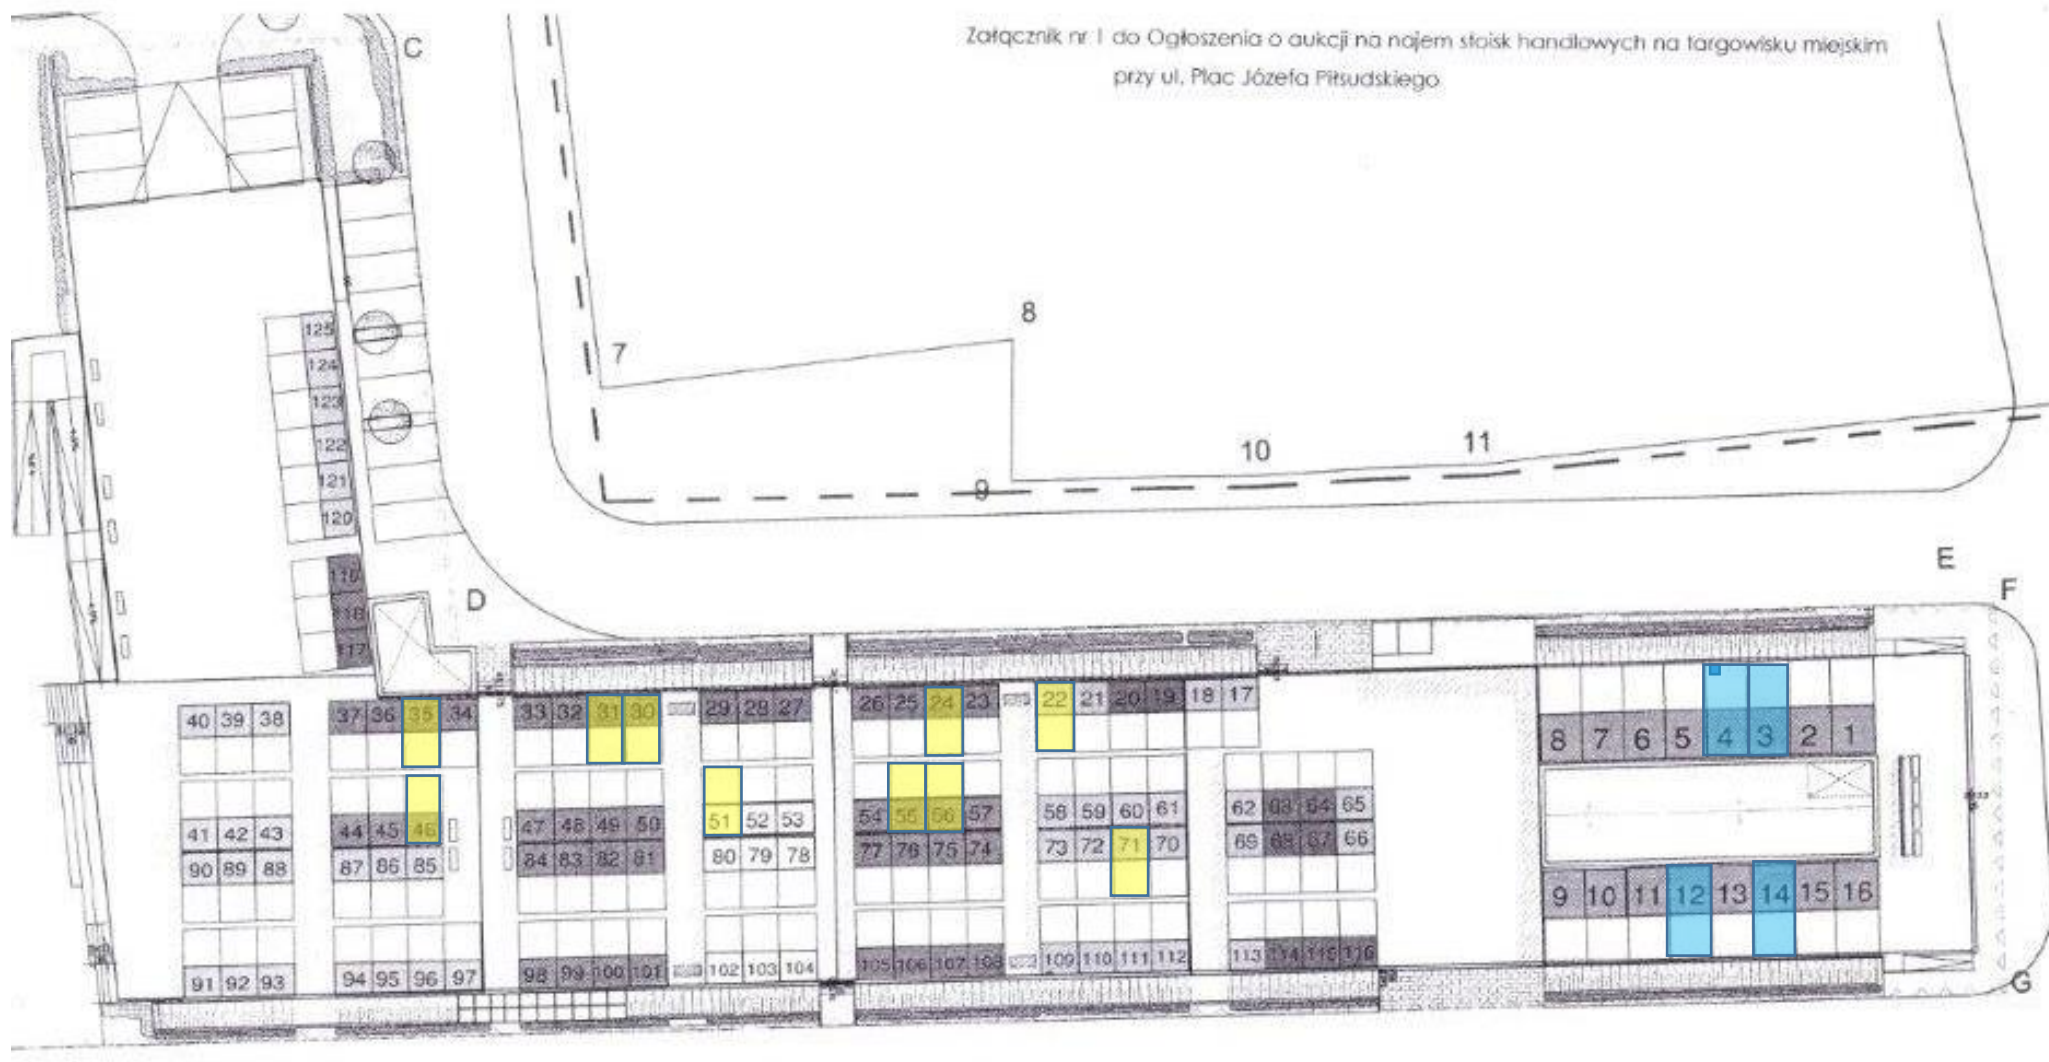 Załącznik nr 1 do Ogłoszenia o aukcji na najem stoisk handlowych na targowisku miejskim
przy ul. Plac Józefa Piłsudskiego
C
8
7
10
11
9
E
F
D
G
125
124
123
122
121
120
119
118
117
40 39 38 37 36 35 34 33 32 31 30 29 28 27 26 25 24 23 22 21 20 19 18 17
8 7 6 5 4 3 2 1
41 42 43 44 45 46 47 48 49 50 51 52 53 54 55 56 57 58 59 60 61 62 63 64 65
90 89 88 87 86 85 84 83 82 81 80 79 78 77 76 75 74 73 72 71 70 69 68 67 66
9 10 11 12 13 14 15 16
91 92 93 94 95 96 97 98 99 100 101 102 103 104 105 106 107 108 109 110 111 112 113 114 115 116